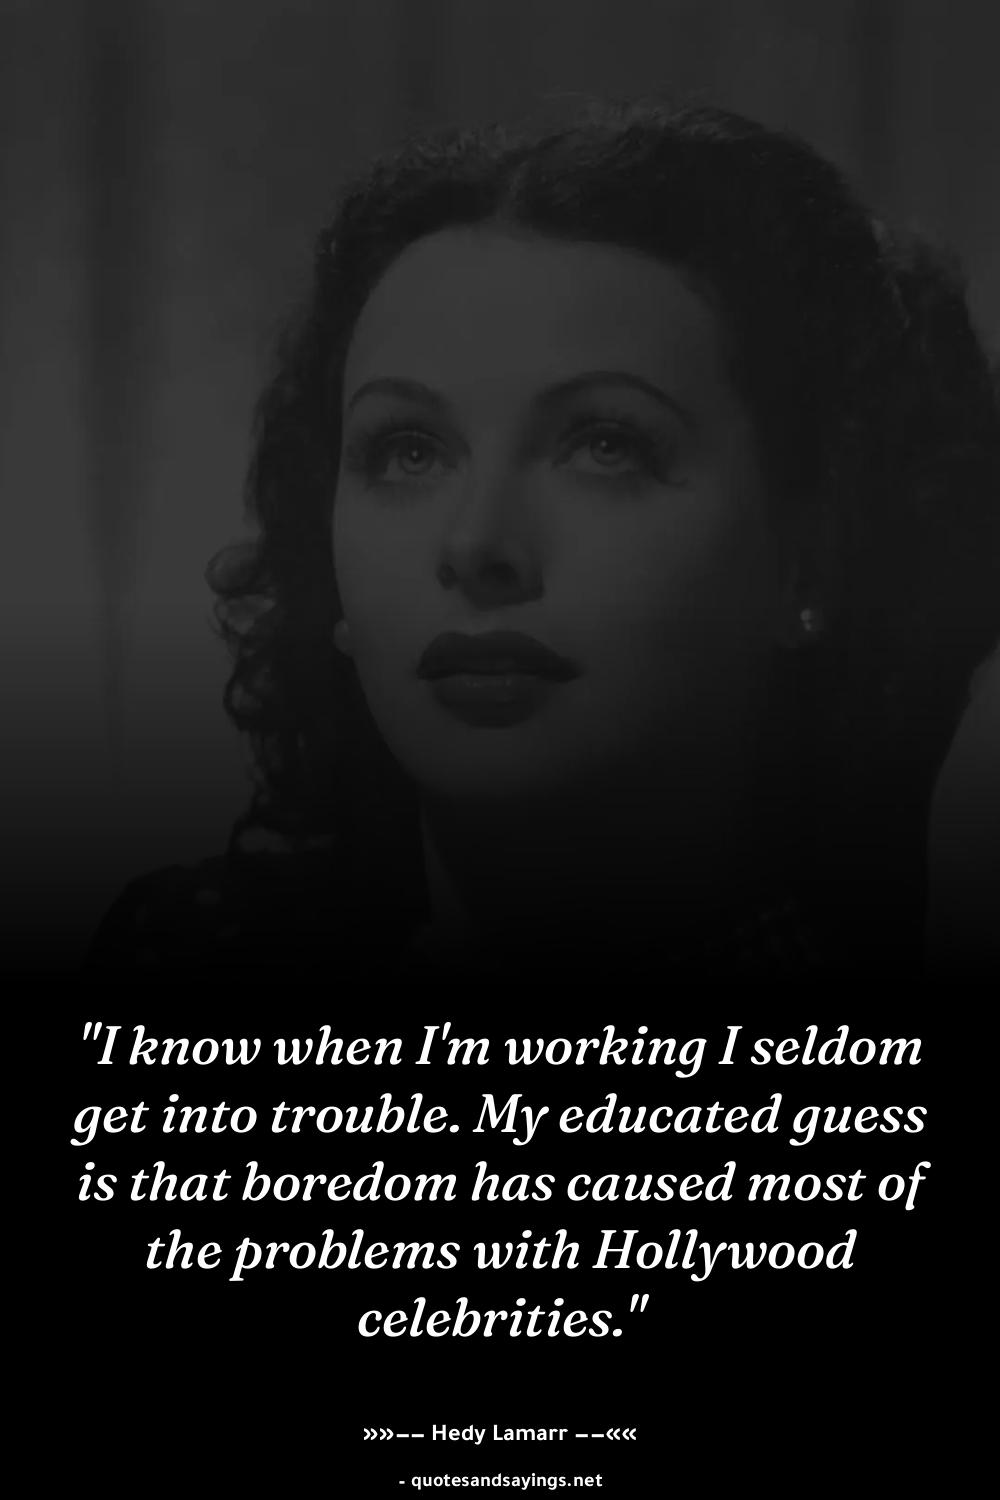 "I know when I'm working I seldom
get into trouble. My educated guess
is that boredom has caused most of
the problems with Hollywood
celebrities."
»»−− Hedy Lamarr −−««
- quotesandsayings.net